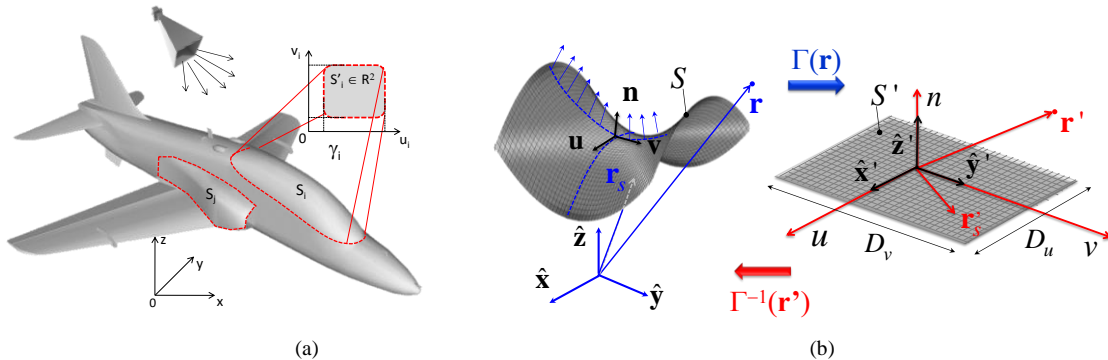 v_i
S'_i ∈ R²
0
γ_i
u_i
S_i
S_j
z
y
0
x
(a)
n
S
r
u
v
r_s
ẑ
x̂
ŷ
Γ(r)
Γ⁻¹(r')
S'
n
r'
ẑ'
x̂'
ŷ'
r'_s
u
D_v
D_u
v
(b)